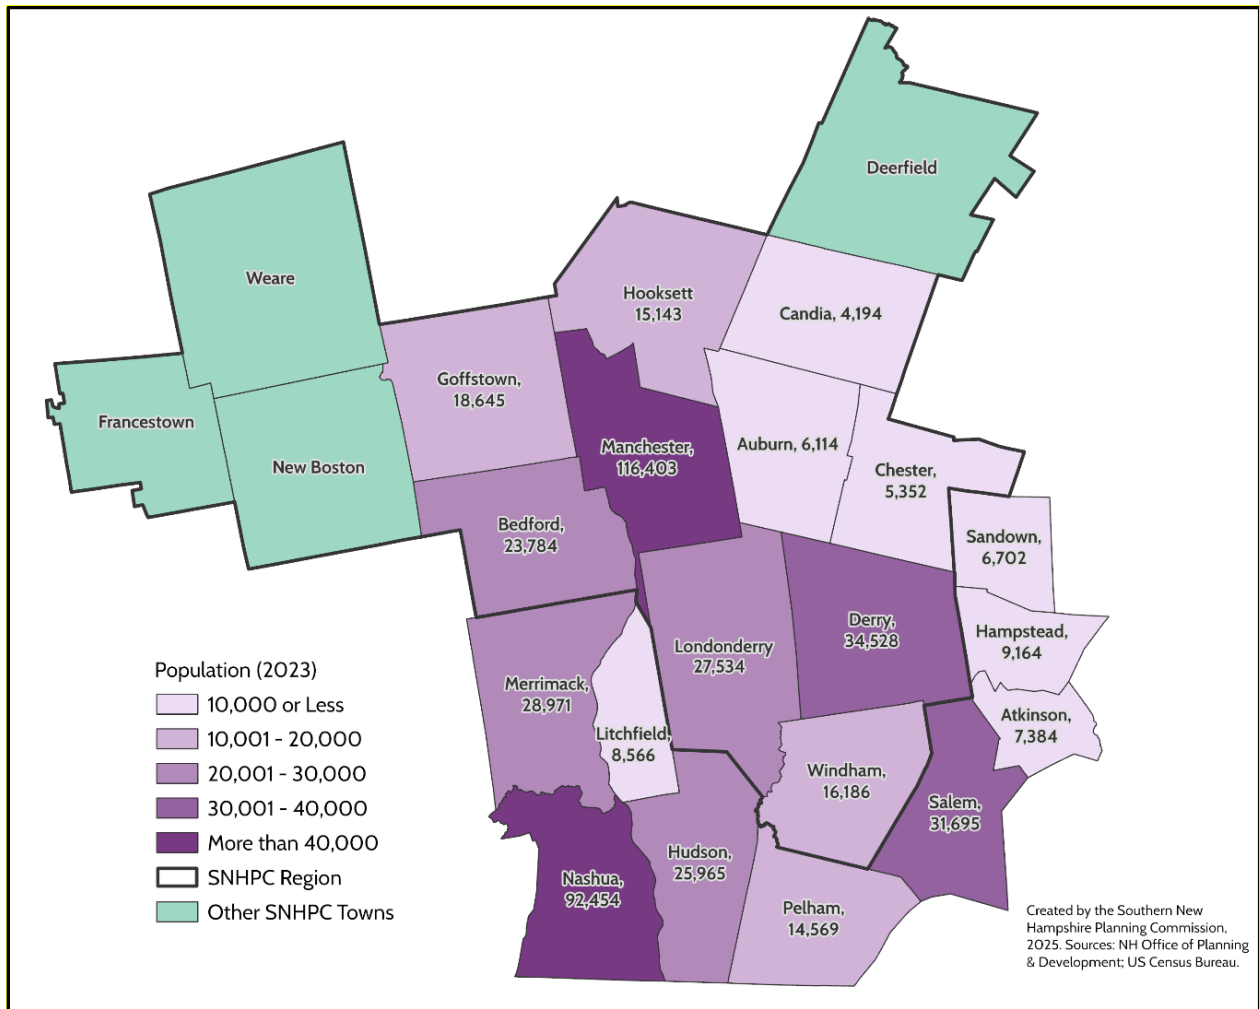 Deerfield
Weare
Hooksett
15,143
Candia, 4,194
Goffstown,
18,645
Francestown
Manchester,
116,403
Auburn, 6,114
New Boston
Chester,
5,352
Bedford,
23,784
Sandown,
6,702
Derry,
34,528
Hampstead,
9,164
Londonderry
27,534
Merrimack,
28,971
Atkinson,
7,384
Litchfield,
8,566
Windham,
16,186
Salem,
31,695
Hudson,
25,965
Nashua,
92,454
Pelham,
14,569
Population (2023)
10,000 or Less
10,001 - 20,000
20,001 - 30,000
30,001 - 40,000
More than 40,000
SNHPC Region
Other SNHPC Towns
Created by the Southern New
Hampshire Planning Commission,
2025. Sources: NH Office of Planning
& Development; US Census Bureau.